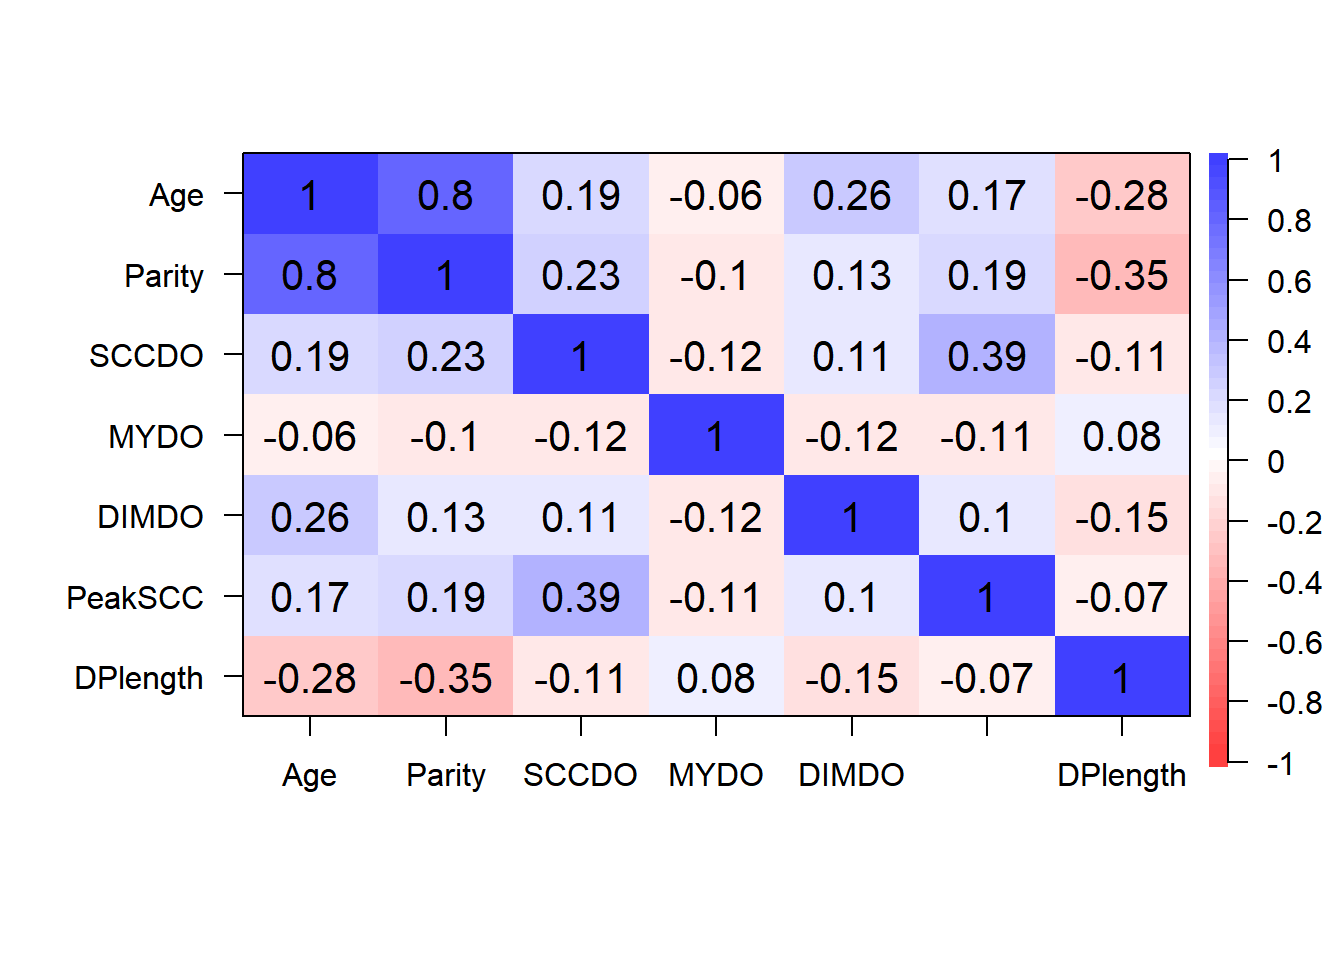 Age 1 0.8 0.19 -0.06 0.26 0.17 -0.28
Parity 0.8 1 0.23 -0.1 0.13 0.19 -0.35
SCCDO 0.19 0.23 1 -0.12 0.11 0.39 -0.11
MYDO -0.06 -0.1 -0.12 1 -0.12 -0.11 0.08
DIMDO 0.26 0.13 0.11 -0.12 1 0.1 -0.15
PeakSCC 0.17 0.19 0.39 -0.11 0.1 1 -0.07
DPlength -0.28 -0.35 -0.11 0.08 -0.15 -0.07 1
Age Parity SCCDO MYDO DIMDO DPlength
1
0.8
0.6
0.4
0.2
0
-0.2
-0.4
-0.6
-0.8
-1